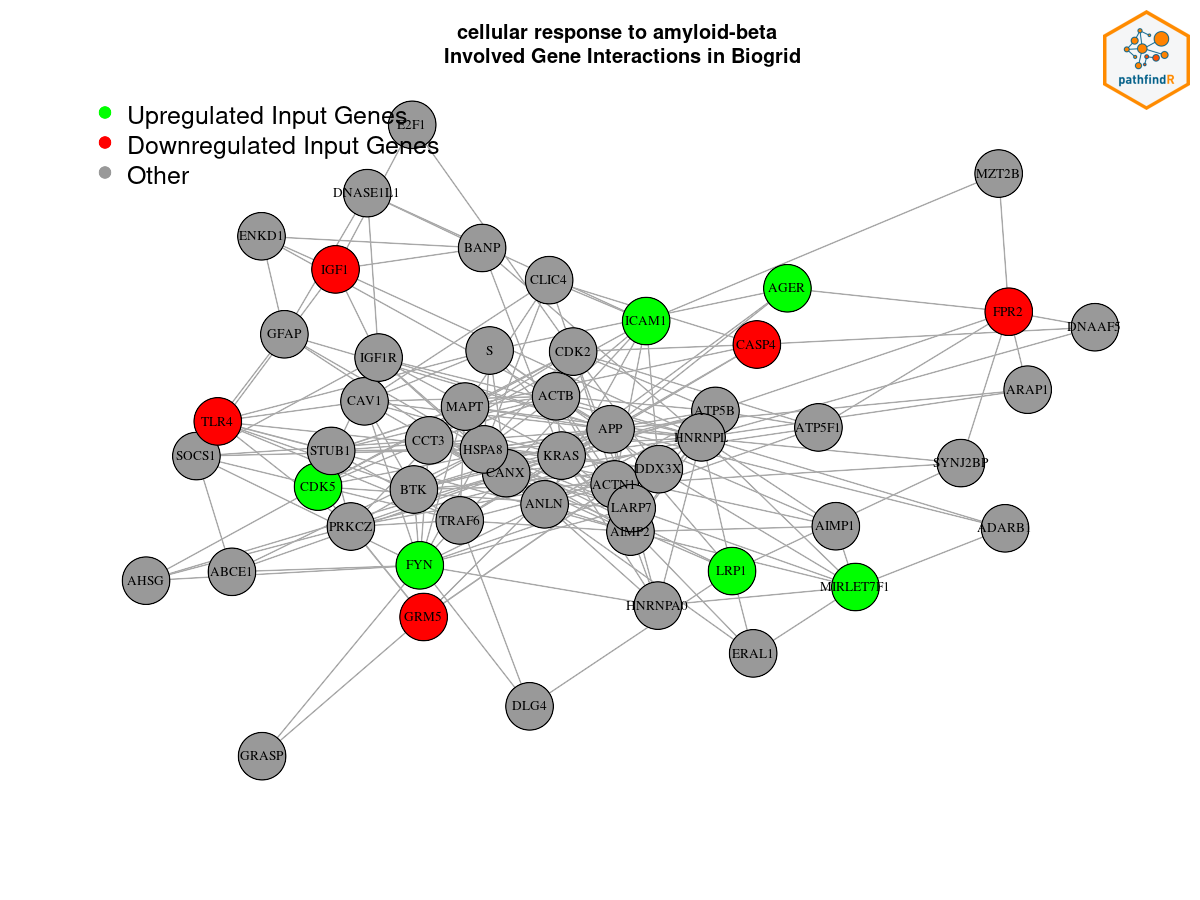 cellular response to amyloid-beta
Involved Gene Interactions in Biogrid
pathfindR
Upregulated Input Genes
Downregulated Input Genes
Other
E2F1
MZT2B
DNASE1L1
ENKD1
BANP
IGF1
CLIC4
AGER
FPR2
ICAM1
DNAAF5
GFAP
CASP4
S
CDK2
IGF1R
ARAP1
ACTB
CAV1
MAPT
ATP5B
TLR4
APP
ATP5F1
HNRNPL
CCT3
STUB1
HSPA8
SOCS1
KRAS
SYNJ2BP
DDX3X
CANX
CDK5
ACTN1
BTK
ANLN
LARP7
TRAF6
PRKCZ
AIMP1
ADARB1
AIMP2
FYN
LRP1
ABCE1
AHSG
MIRLET7F1
HNRNPA0
GRM5
ERAL1
DLG4
GRASP